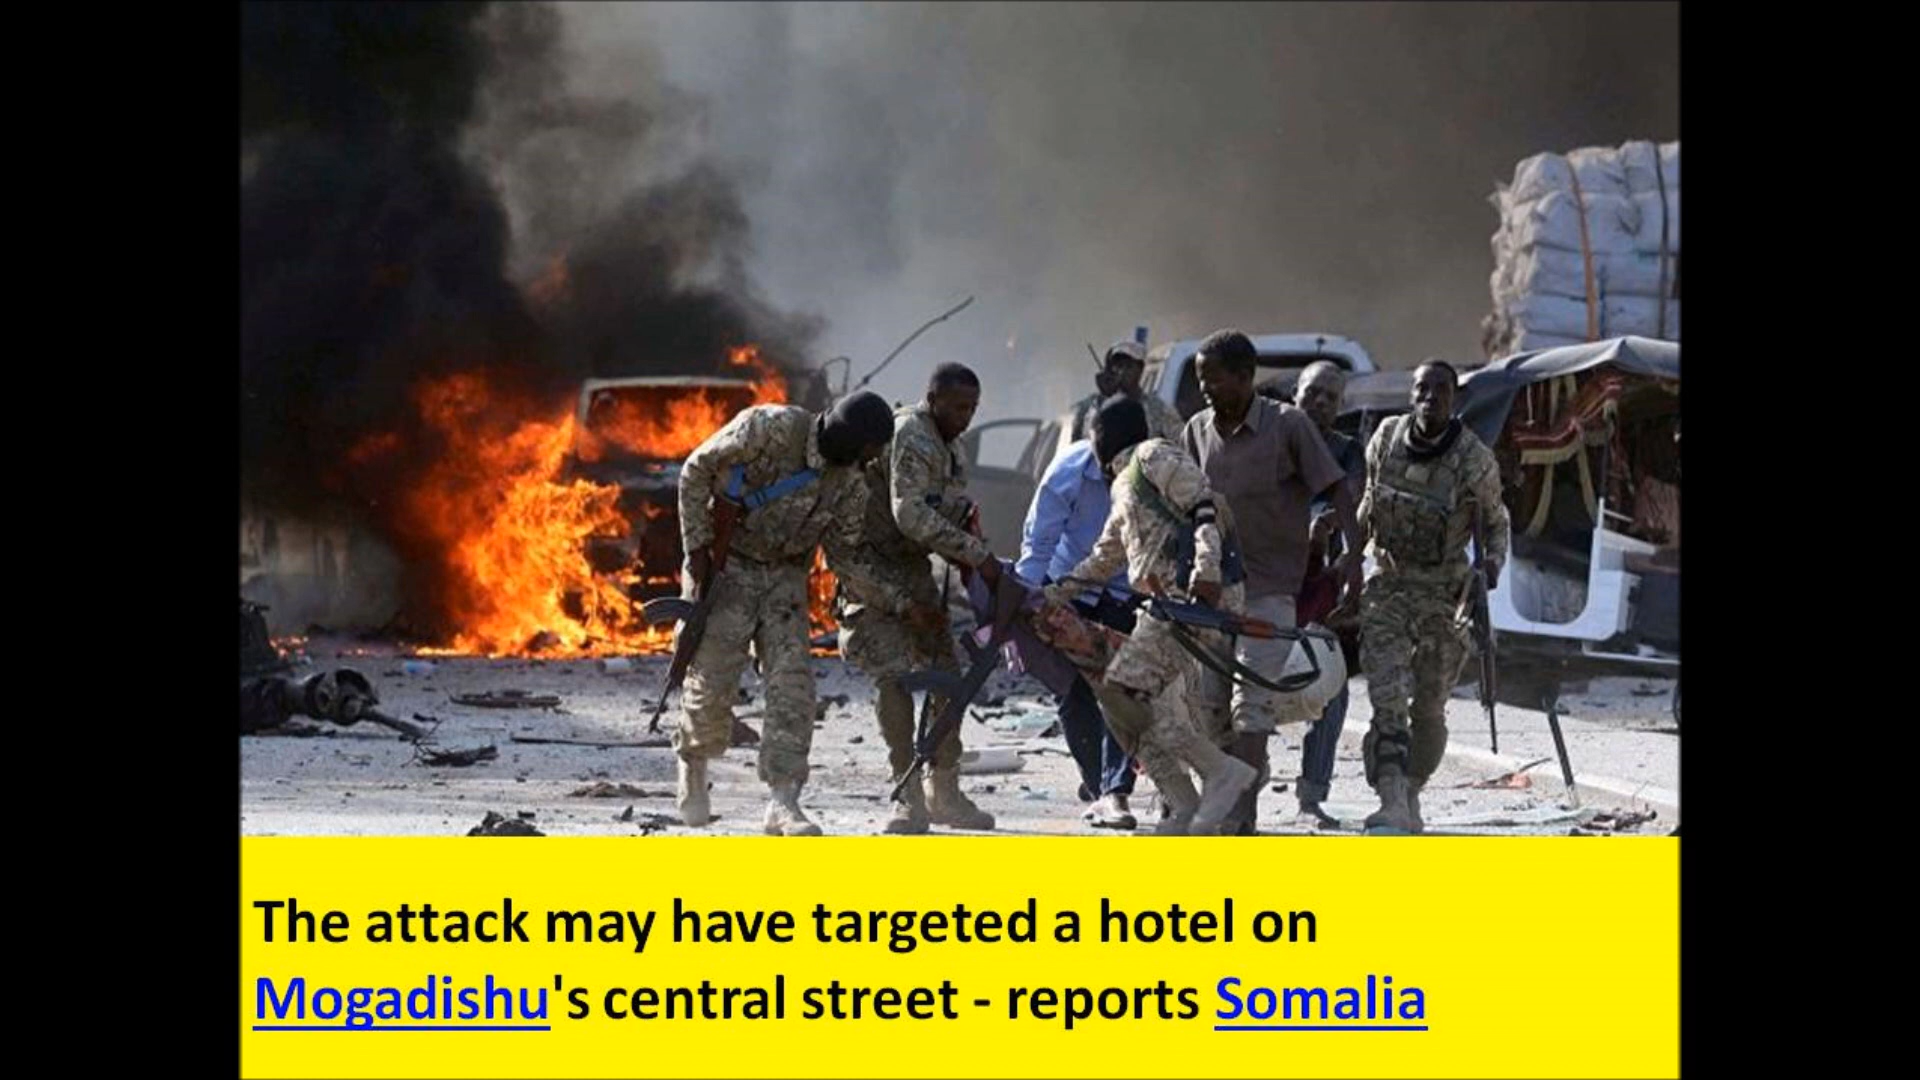 The attack may have targeted a hotel on
Mogadishu's central street - reports Somalia